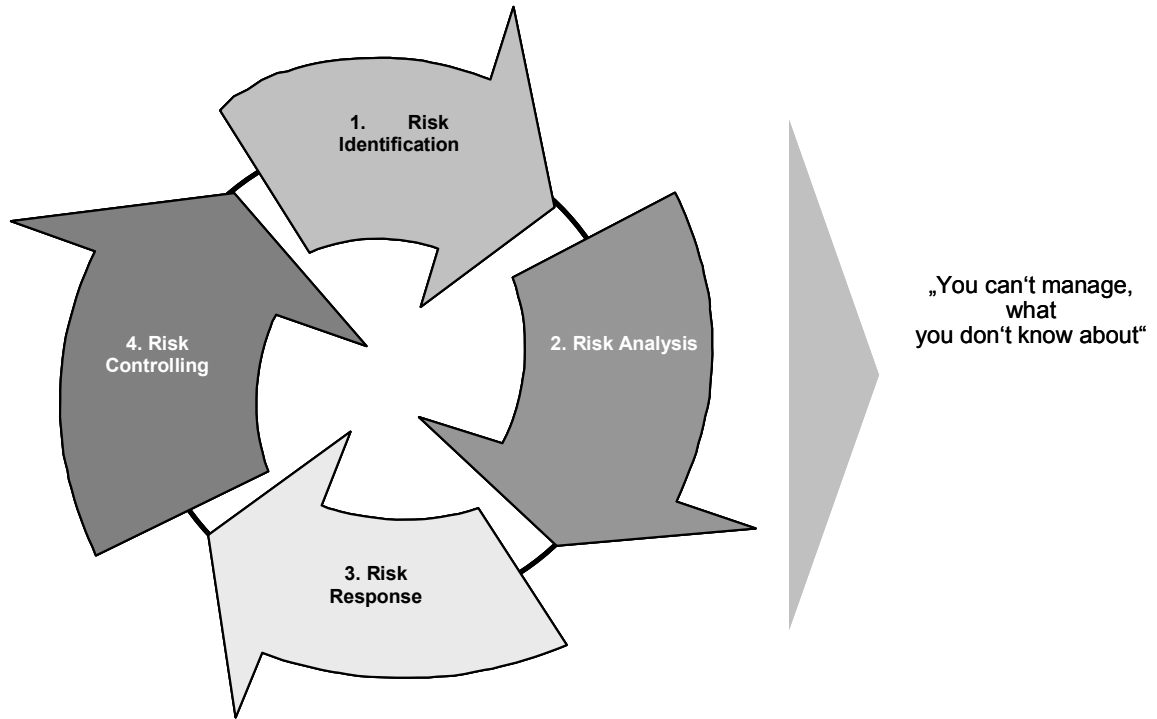 1. Risk
Identification
2. Risk Analysis
3. Risk
Response
4. Risk
Controlling
„You can‘t manage,
what
you don‘t know about“